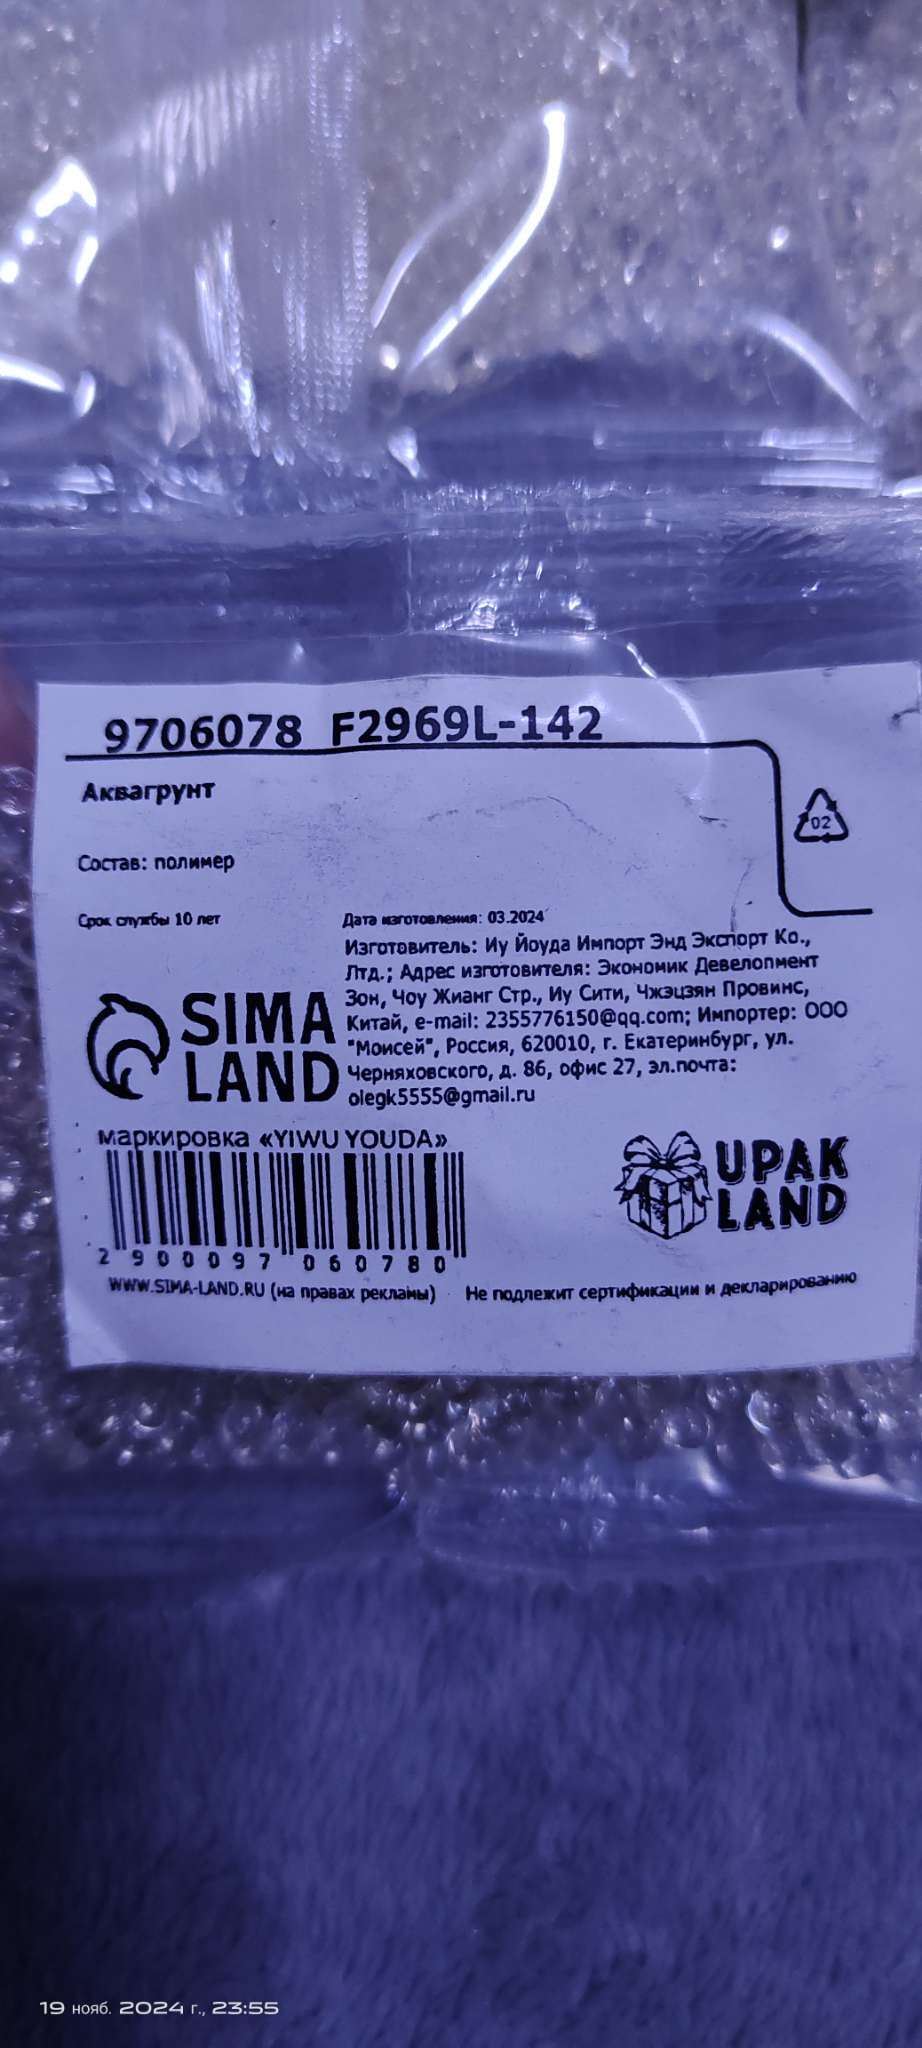 9706078 F2969L-142
Аквагрунт
02
Состав: полимер
Срок службы 10 лет
Дата изготовления: 03.2024
Изготовитель: Иу Йоуда Импорт Энд Экспорт Ко.,
Лтд.; Адрес изготовителя: Экономик Девелопмент
Зон, Чоу Жианг Стр., Иу Сити, Чжэцзян Провинс,
Китай, e-mail: 2355776150@qq.com; Импортер: ООО
"Моисей", Россия, 620010, г. Екатеринбург, ул.
Черняховского, д. 86, офис 27, эл.почта:
olegk5555@gmail.ru
SIMA
LAND
маркировка «YIWU YOUDA»
2900097060780
UPAK
LAND
WWW.SIMA-LAND.RU (на правах рекламы)
Не подлежит сертификации и декларированию
19 нояб. 2024 г., 23:55